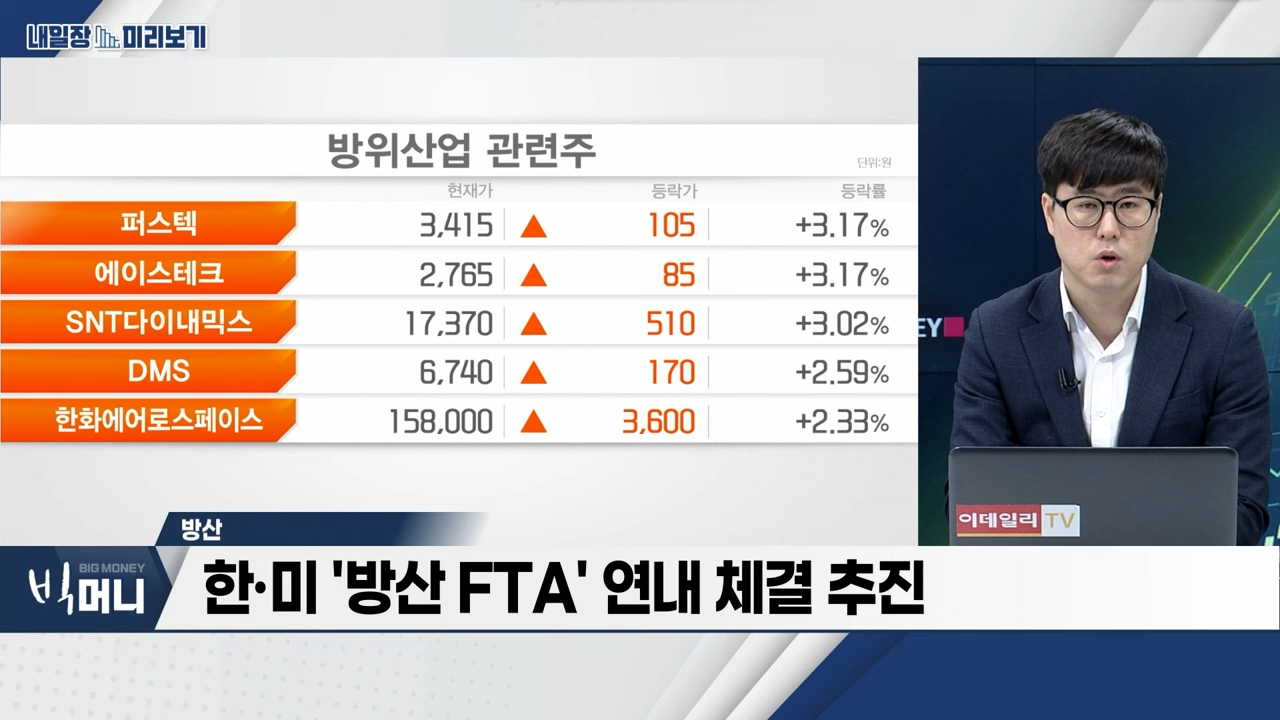 내일장 미리보기
방위산업 관련주
단위:원
현재가 등락가 등락률
퍼스텍 3,415 ▲ 105 +3.17%
에이스테크 2,765 ▲ 85 +3.17%
SNT다이내믹스 17,370 ▲ 510 +3.02%
DMS 6,740 ▲ 170 +2.59%
한화에어로스페이스 158,000 ▲ 3,600 +2.33%
EY
이데일리 TV
방산
BIG MONEY
빅머니
한·미 '방산 FTA' 연내 체결 추진